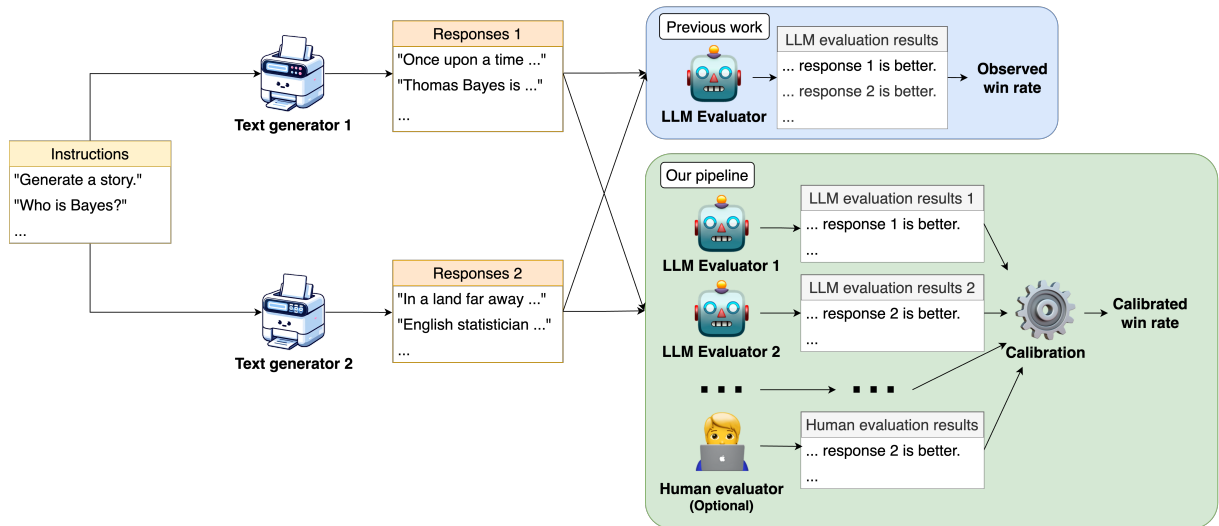 Instructions
"Generate a story."
"Who is Bayes?"
...
Text generator 1
Responses 1
"Once upon a time ..."
"Thomas Bayes is ..."
...
Text generator 2
Responses 2
"In a land far away ..."
"English statistician ..."
...
Previous work
LLM Evaluator
LLM evaluation results
... response 1 is better.
... response 2 is better.
...
Observed
win rate
Our pipeline
LLM Evaluator 1
LLM evaluation results 1
... response 1 is better.
...
LLM Evaluator 2
LLM evaluation results 2
... response 2 is better.
...
...
...
Human evaluator
(Optional)
Human evaluation results
... response 2 is better.
...
Calibration
Calibrated
win rate